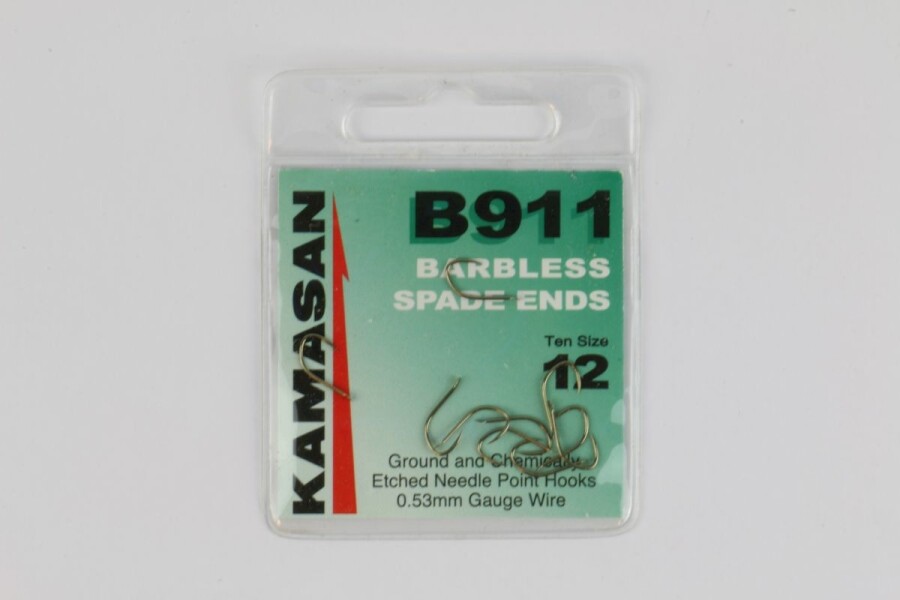 KAMASAN
B911
BARBLESS
SPADE ENDS
Ten Size
12
Ground and Chemically
Etched Needle Point Hooks
0.53mm Gauge Wire